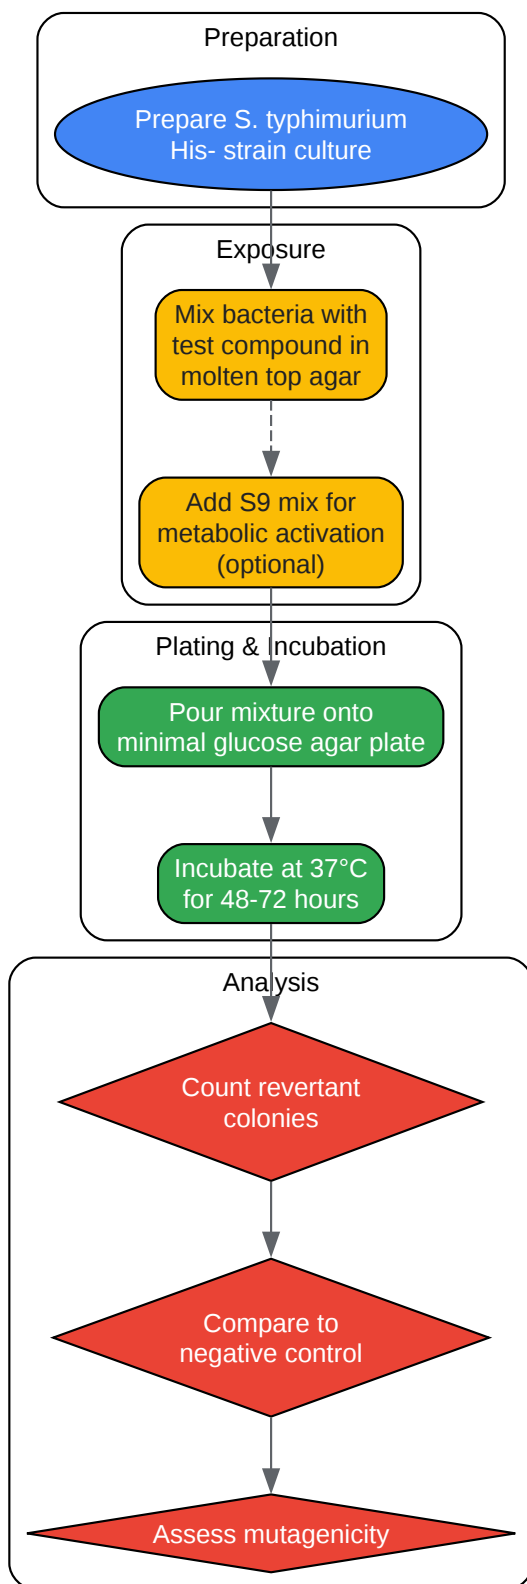 Preparation
Prepare S. typhimurium
His- strain culture
Exposure
Mix bacteria with
test compound in
molten top agar
Add S9 mix for
metabolic activation
(optional)
Plating & Incubation
Pour mixture onto
minimal glucose agar plate
Incubate at 37°C
for 48-72 hours
Analysis
Count revertant
colonies
Compare to
negative control
Assess mutagenicity